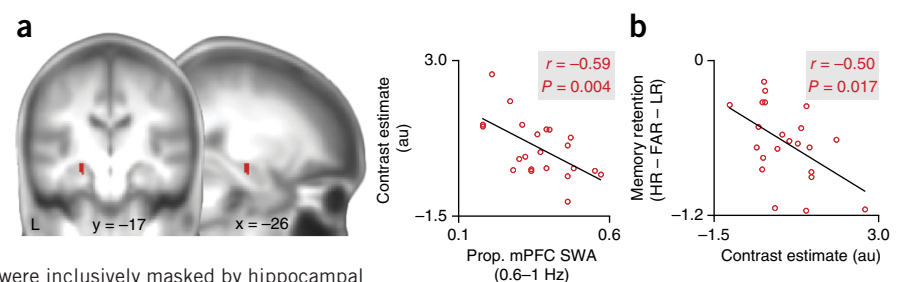 a
L
y = –17
x = –26
were inclusively masked by hippocampal
Contrast estimate
(au)
3.0
–1.5
0.1
0.6
r = –0.59
P = 0.004
Prop. mPFC SWA
(0.6–1 Hz)
b
Memory retention
(HR – FAR – LR)
0
–1.2
–1.5
3.0
r = –0.50
P = 0.017
Contrast estimate (au)